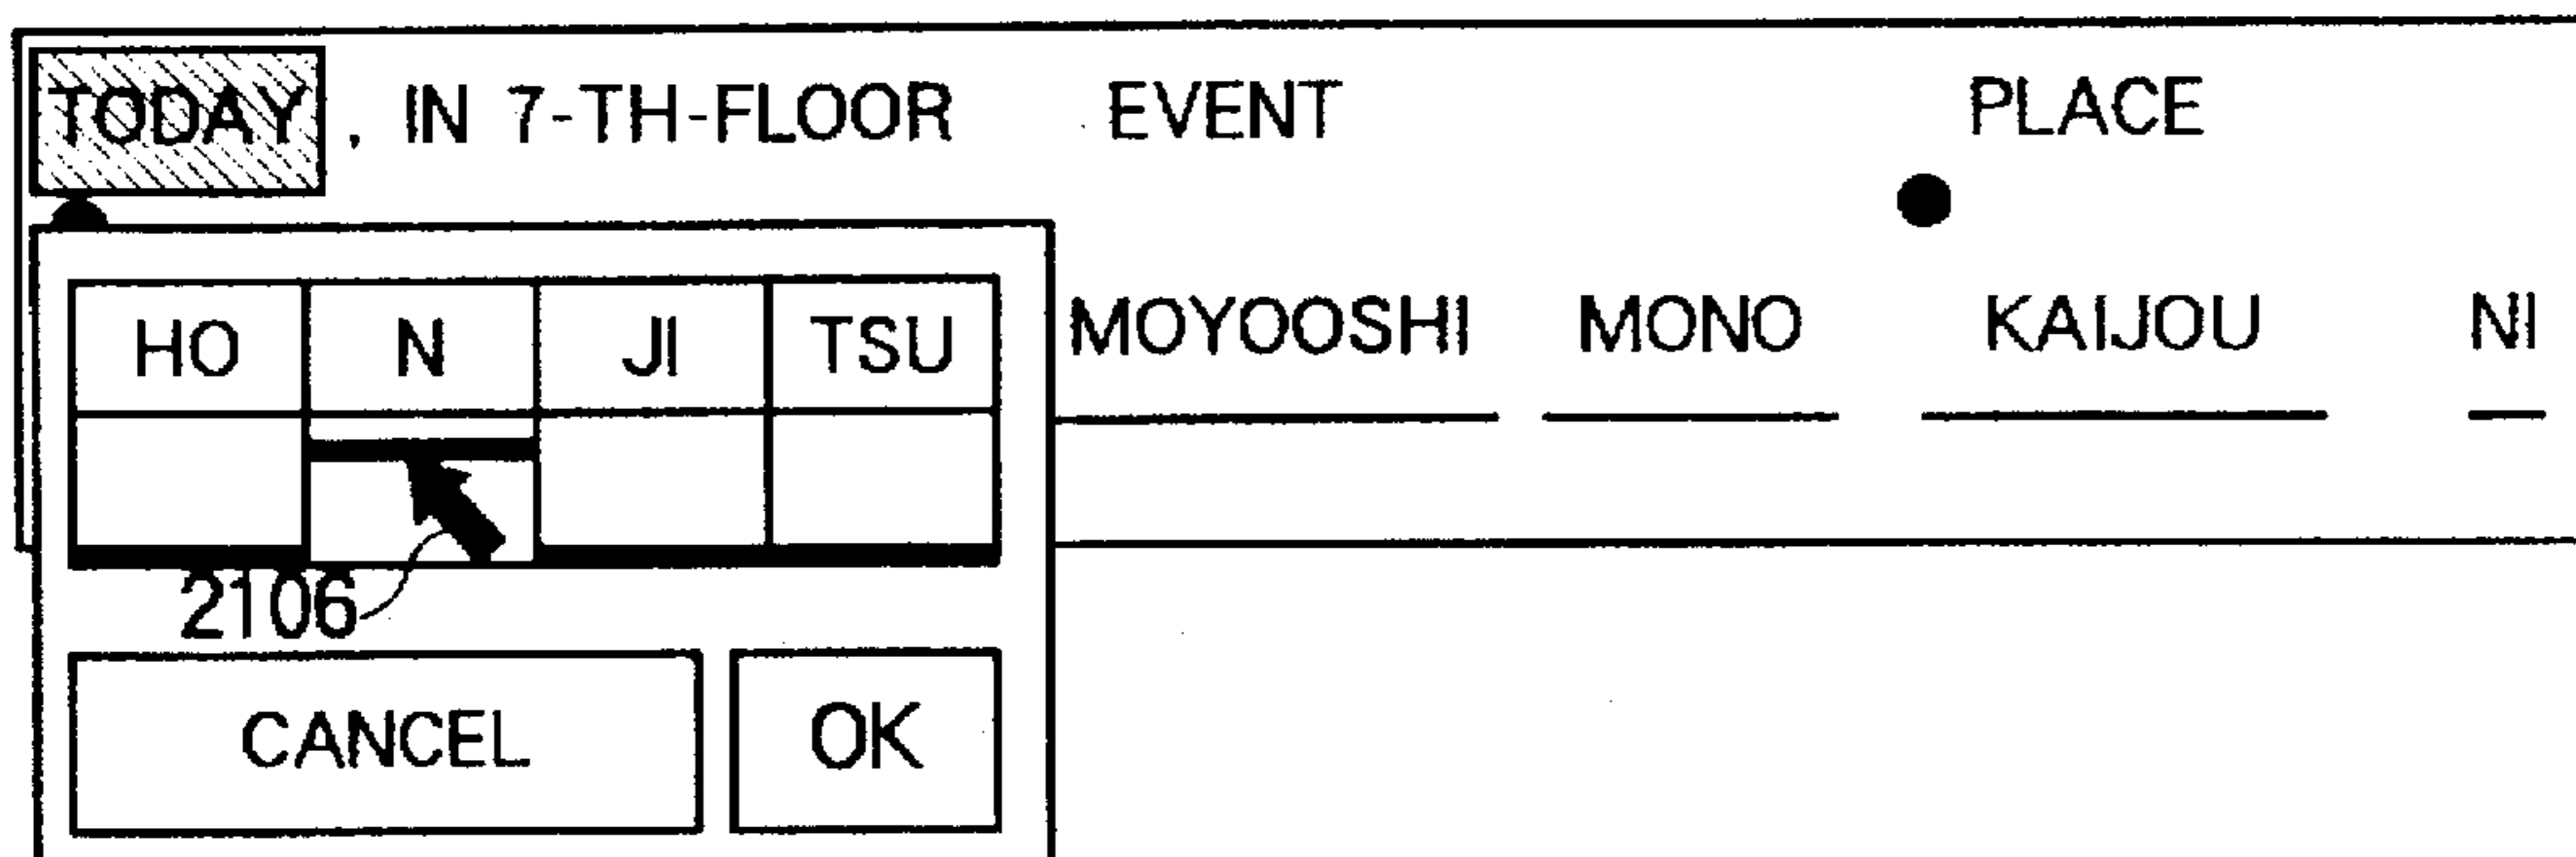 TODAY, IN 7-TH-FLOOR EVENT PLACE
HO N JI TSU MOYOOSHI MONO KAIJOU NI
2106
CANCEL OK